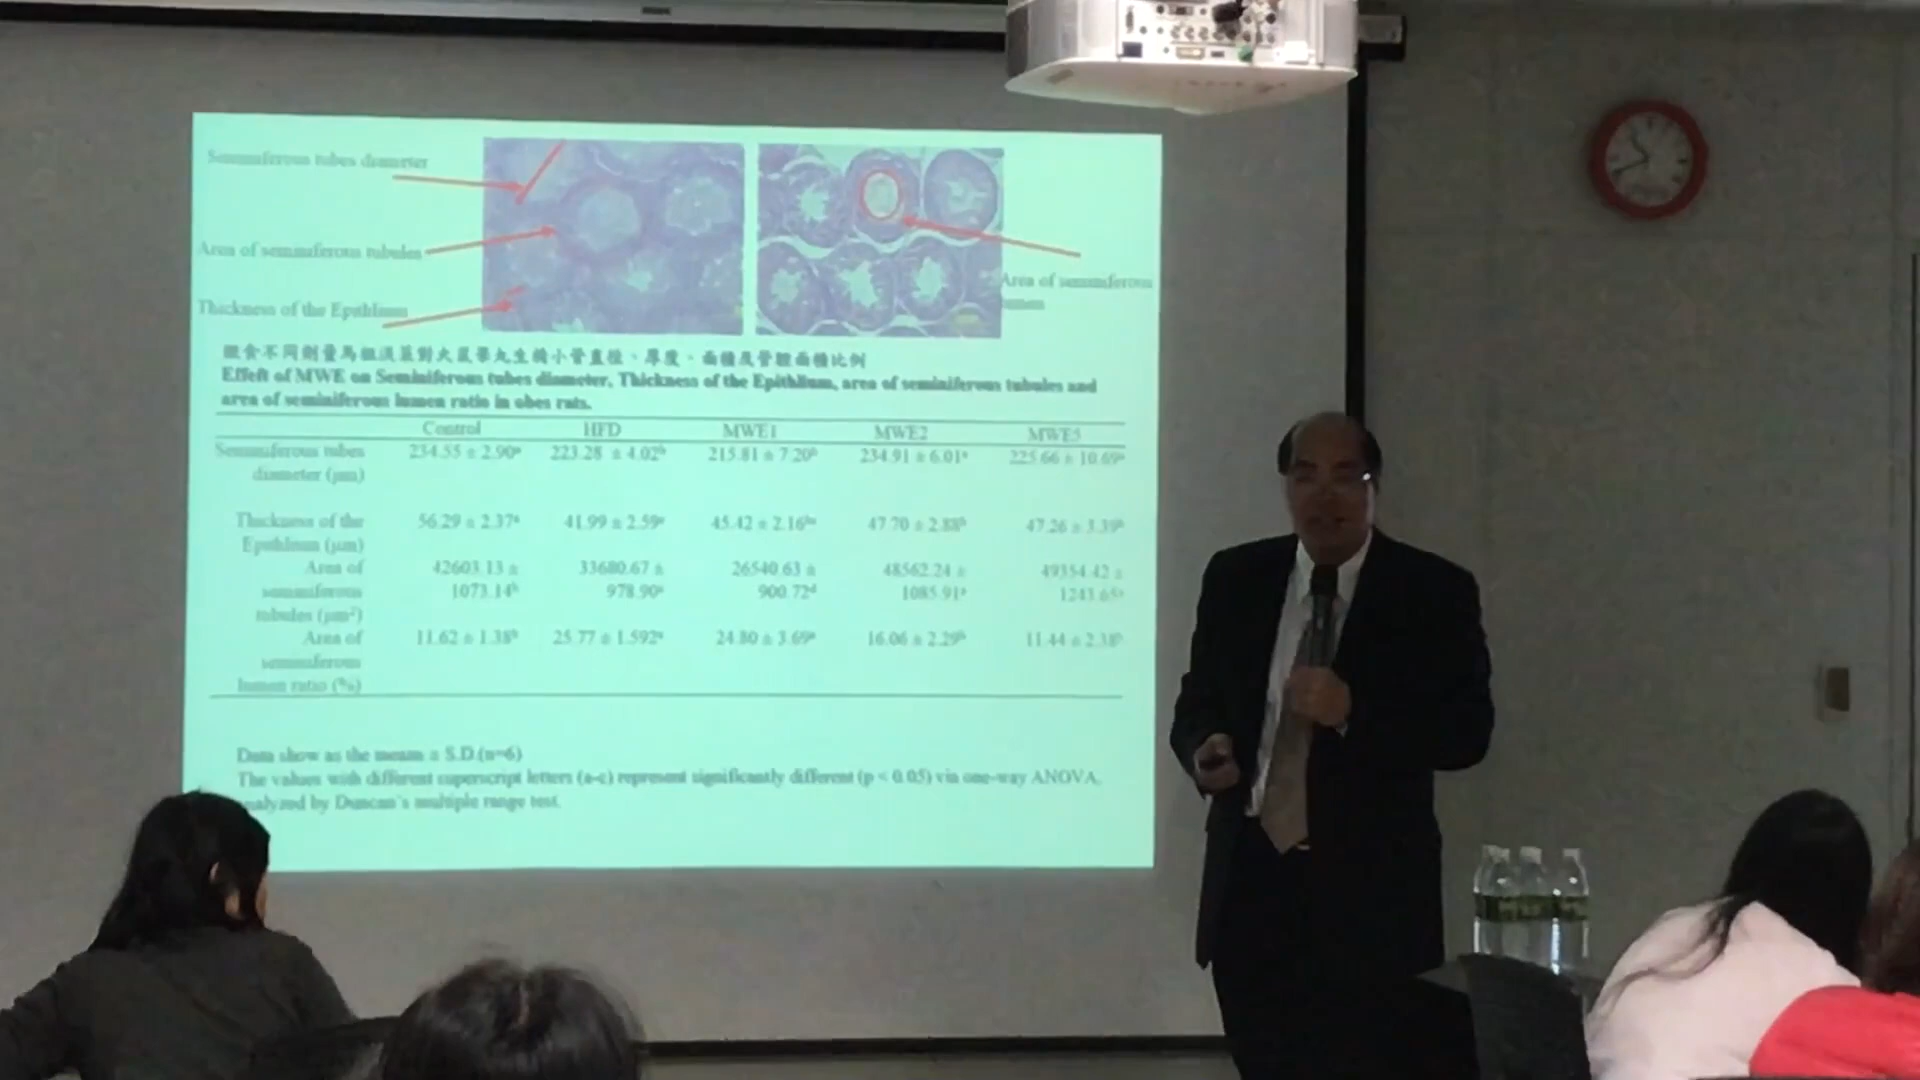 Seminiferous tubes diameter
Area of seminiferous tubules
Thickness of the Epithlium
Area of seminiferous
lumen
餵食不同劑量馬鈴薯對大鼠睪丸生精小管直徑、厚度、面積及管腔面積比例
Effeft of MWE on Seminiferous tubes diameter, Thickness of the Epithlium, area of seminiferous tubules and
area of seminiferous lumen ratio in obes rats.
Control HFD MWE1 MWE2 MWE5
Seminiferous tubes 234.55 ± 2.90ᵃ 223.28 ± 4.02ᵇ 215.81 ± 7.20ᵇ 234.91 ± 6.01ᵃ 225.66 ± 10.69ᵃ
diameter (μm)
Thickness of the 56.29 ± 2.37ᵃ 41.99 ± 2.59ᶜ 45.42 ± 2.16ᵇᶜ 47.70 ± 2.88ᵇ 47.26 ± 3.39ᵇ
Epithlium (μm)
Area of 42603.13 ± 33680.67 ± 26540.63 ± 48562.24 ± 49354.42 ±
seminiferous 1073.14ᵇ 978.90ᶜ 900.72ᵈ 1085.91ᵃ 1243.65ᵃ
tubules (μm²)
Area of 11.62 ± 1.38ᵇ 25.77 ± 1.592ᵃ 24.80 ± 3.69ᵃ 16.06 ± 2.29ᵇ 11.44 ± 2.38ᵇ
seminiferous
lumen ratio (%)
Data show as the meam ± S.D.(n=6)
The values with different superscript letters (a-c) represent significantly different (p < 0.05) via one-way ANOVA,
analyzed by Duncan's multiple range test.